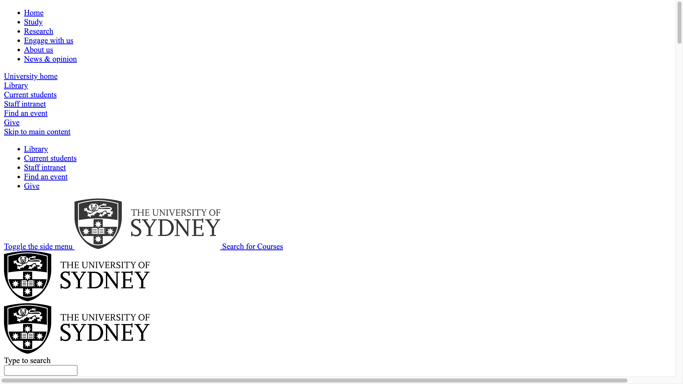 Home
Study
Research
Engage with us
About us
News & opinion
University home
Library
Current students
Staff intranet
Find an event
Give
Skip to main content
Library
Current students
Staff intranet
Find an event
Give
THE UNIVERSITY OF
SYDNEY
Toggle the side menu Search for Courses
THE UNIVERSITY OF
SYDNEY
THE UNIVERSITY OF
SYDNEY
Type to search